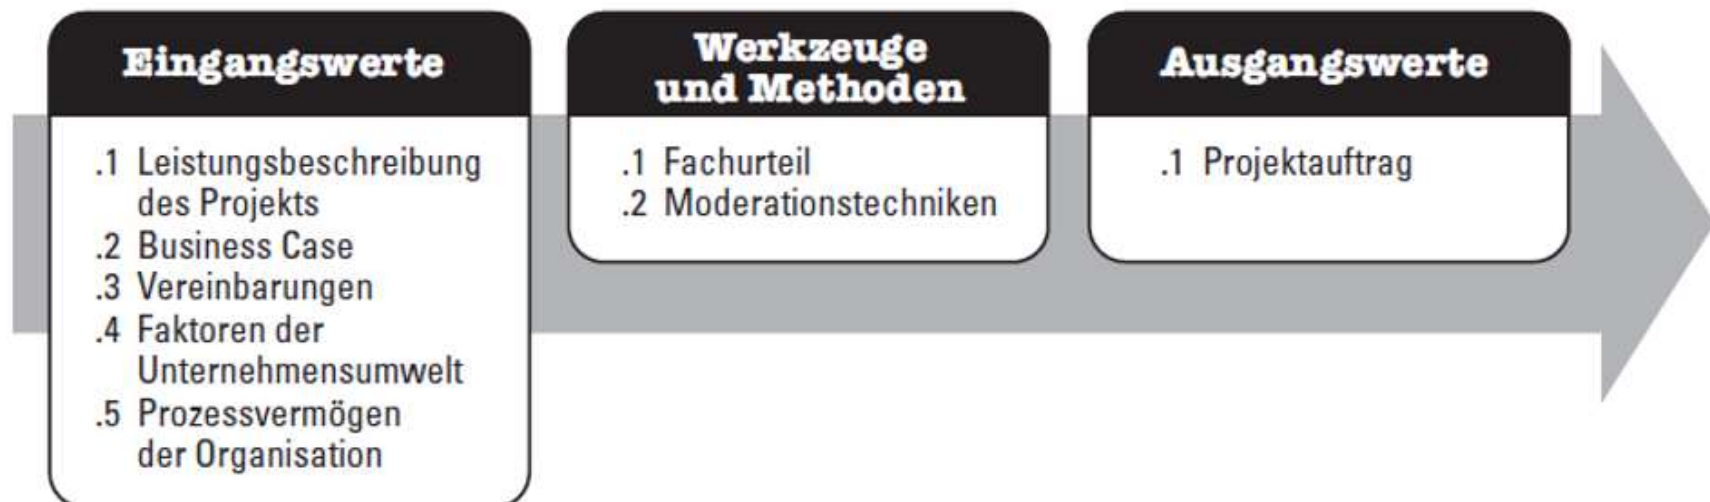 Eingangswerte
.1 Leistungsbeschreibung
des Projekts
.2 Business Case
.3 Vereinbarungen
.4 Faktoren der
Unternehmensumwelt
.5 Prozessvermögen
der Organisation
Werkzeuge
und Methoden
.1 Fachurteil
.2 Moderationstechniken
Ausgangswerte
.1 Projektauftrag